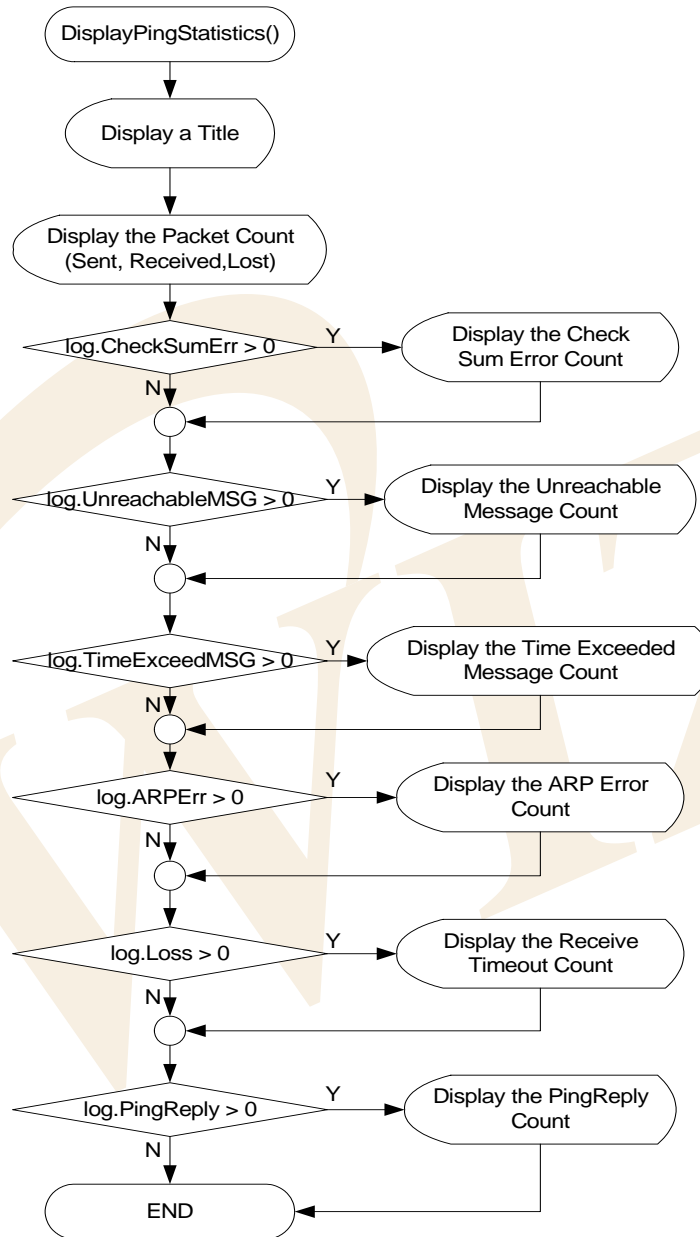 DisplayPingStatistics()
Display a Title
Display the Packet Count
(Sent, Received,Lost)
log.CheckSumErr > 0
Y
Display the Check
Sum Error Count
N
log.UnreachableMSG > 0
Y
Display the Unreachable
Message Count
N
log.TimeExceedMSG > 0
Y
Display the Time Exceeded
Message Count
N
log.ARPErr > 0
Y
Display the ARP Error
Count
N
log.Loss > 0
Y
Display the Receive
Timeout Count
N
log.PingReply > 0
Y
Display the PingReply
Count
N
END